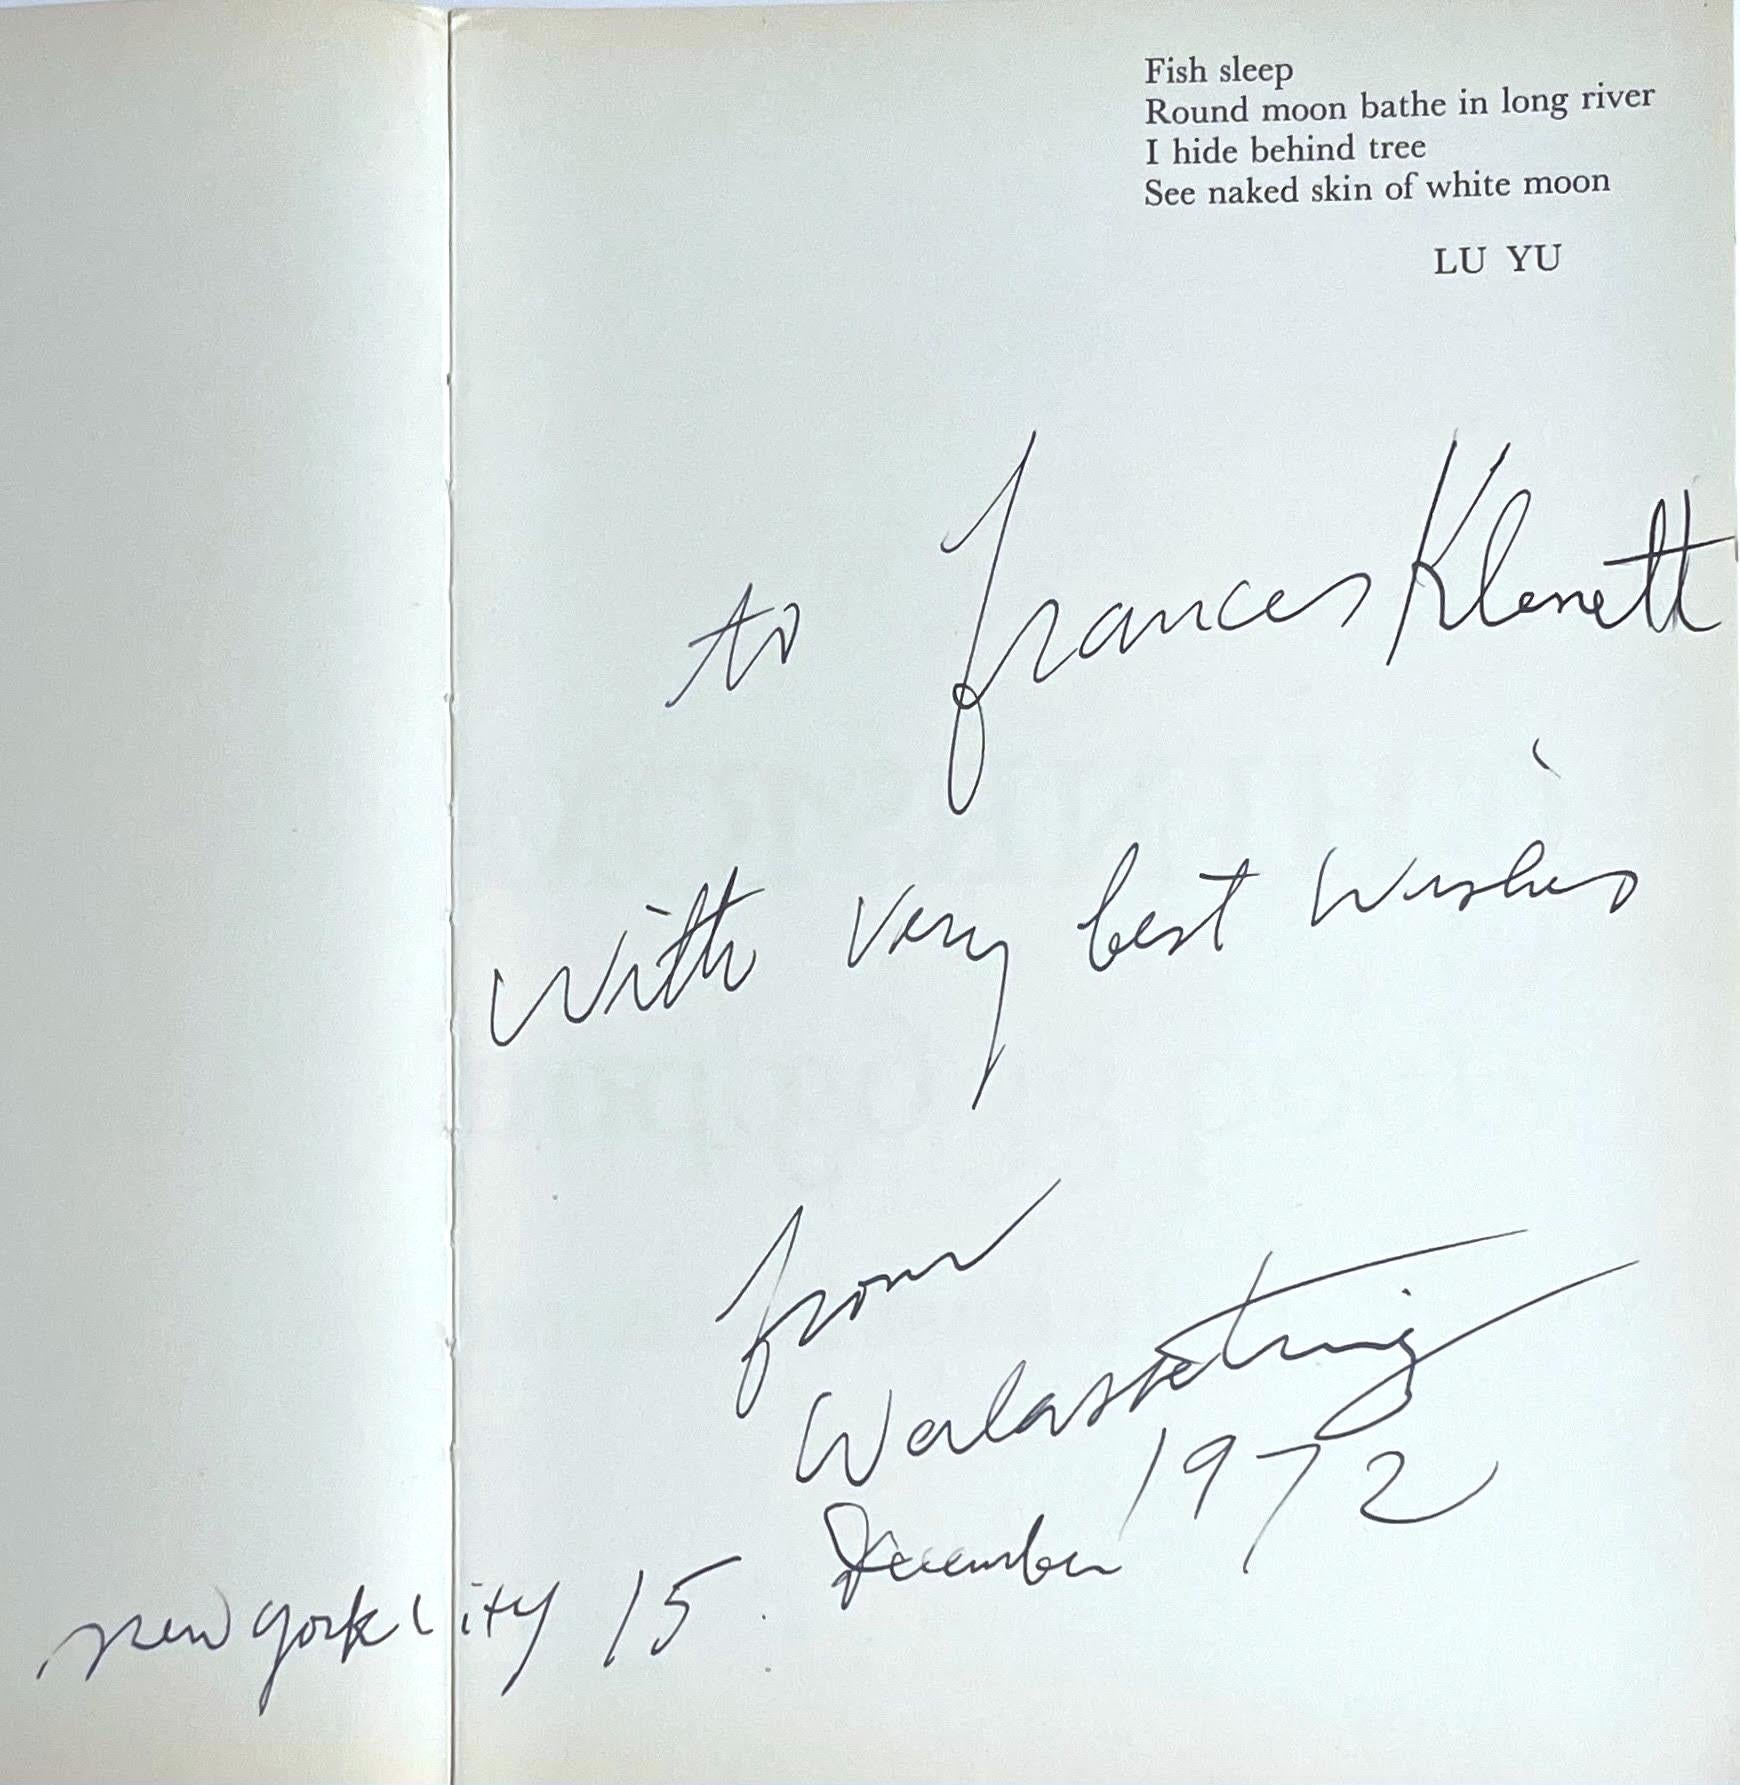 Fish sleep
Round moon bathe in long river
I hide behind tree
See naked skin of white moon
LU YU
to Frances Klenett
with very best wishes
from
Walasse Ting
New York City 15. December 1972